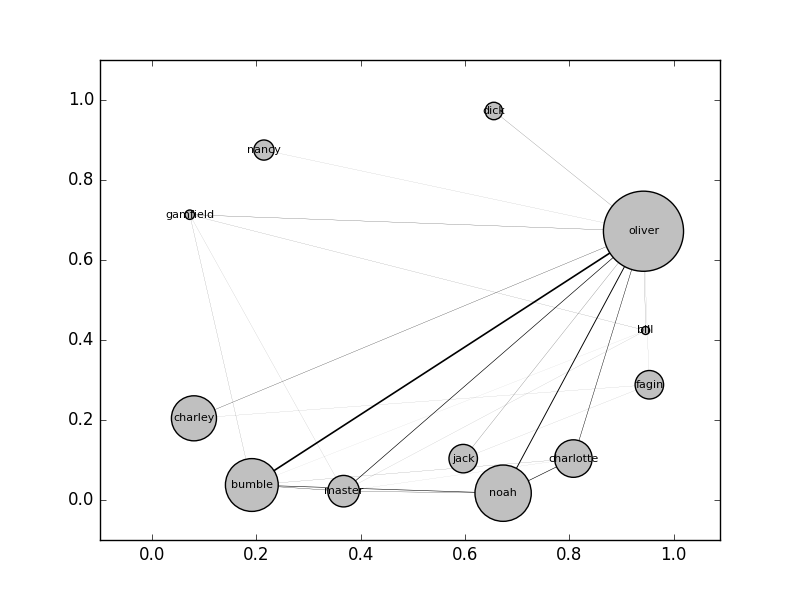 1.0
dick
nancy
0.8
gamfield
oliver
0.6
0.4
bill
fagin
0.2
charley
jack
charlotte
bumble
master
noah
0.0
0.0
0.2
0.4
0.6
0.8
1.0